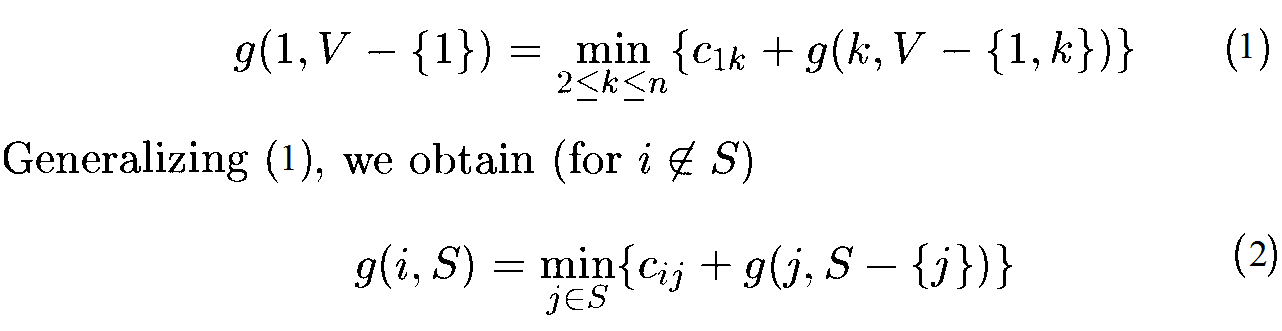 g(1, V − {1}) = min_{2≤k≤n} {c_{1k} + g(k, V − {1, k})} (1)
Generalizing (1), we obtain (for i ∉ S)
g(i, S) = min_{j∈S} {c_{ij} + g(j, S − {j})} (2)